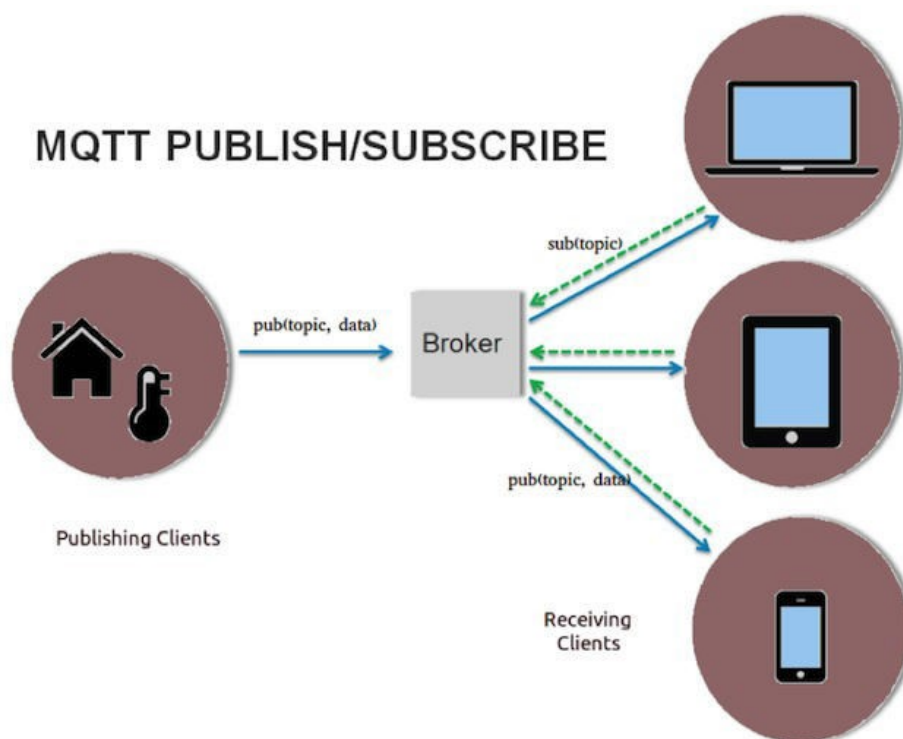 MQTT PUBLISH/SUBSCRIBE
sub(topic)
pub(topic, data)
Broker
pub(topic, data)
Publishing Clients
Receiving
Clients